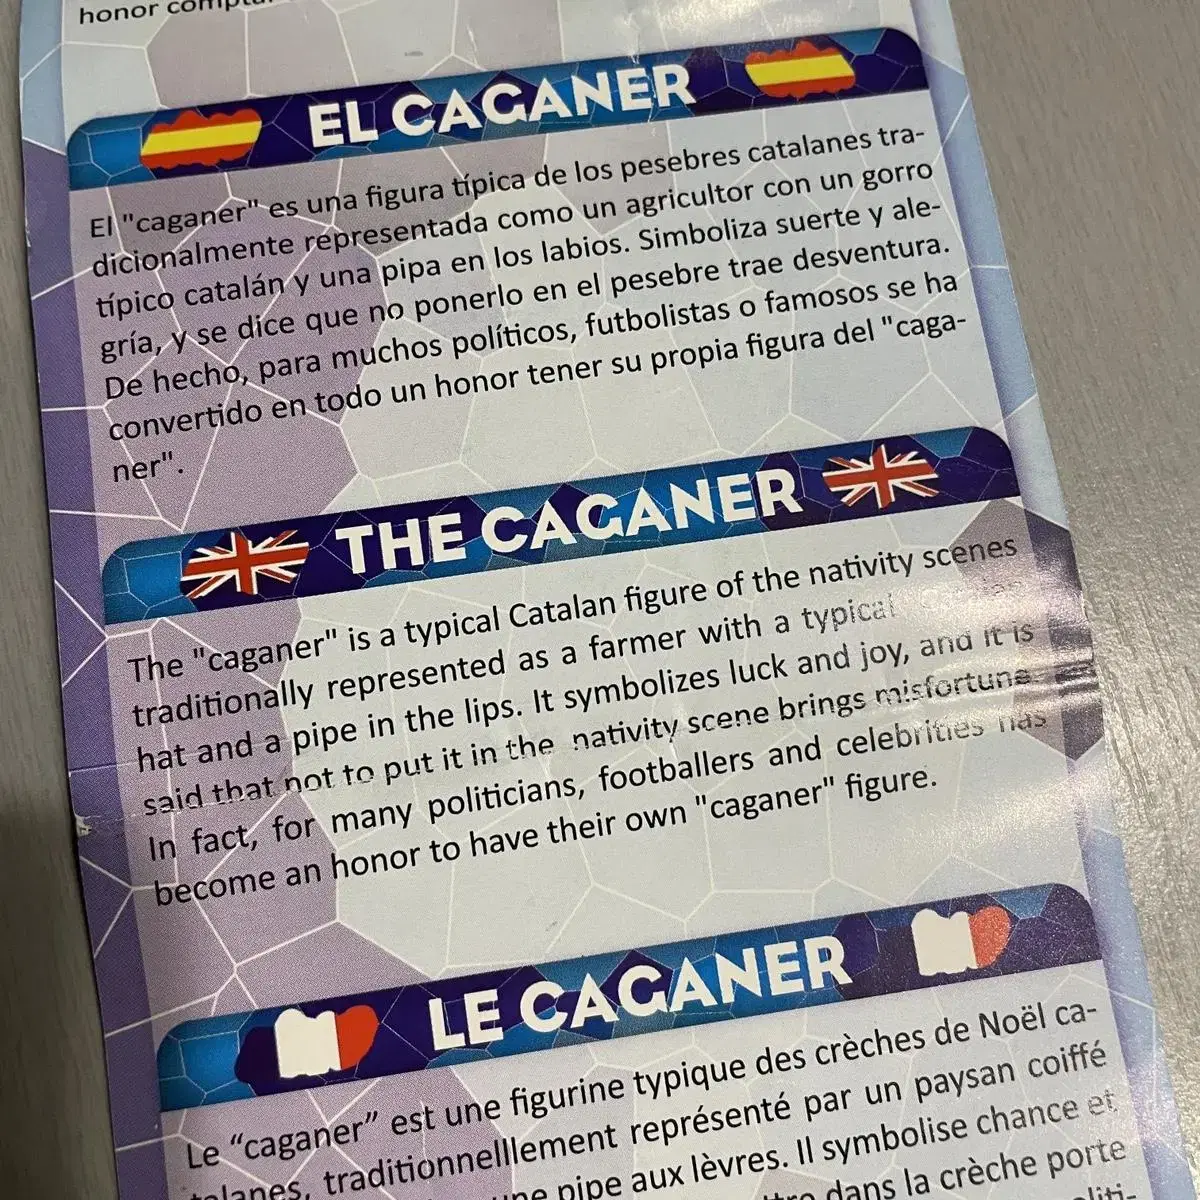 honor
EL CAGANER
El "caganer" es una figura típica de los pesebres catalanes tra-
dicionalmente representada como un agricultor con un gorro
típico catalán y una pipa en los labios. Simboliza suerte y ale-
gría, y se dice que no ponerlo en el pesebre trae desventura.
De hecho, para muchos políticos, futbolistas o famosos se ha
convertido en todo un honor tener su propia figura del "caga-
ner".
THE CAGANER
The "caganer" is a typical Catalan figure of the nativity scenes
traditionally represented as a farmer with a typical
hat and a pipe in the lips. It symbolizes luck and joy, and it is
said that not to put it in the nativity scene brings misfortune.
In fact, for many politicians, footballers and celebrities has
become an honor to have their own "caganer" figure.
LE CAGANER
Le “caganer” est une figurine typique des crèches de Noël ca-
talanes, traditionnelllement représenté par un paysan coiffé
une pipe aux lèvres. Il symbolise chance et
dans la crèche porte